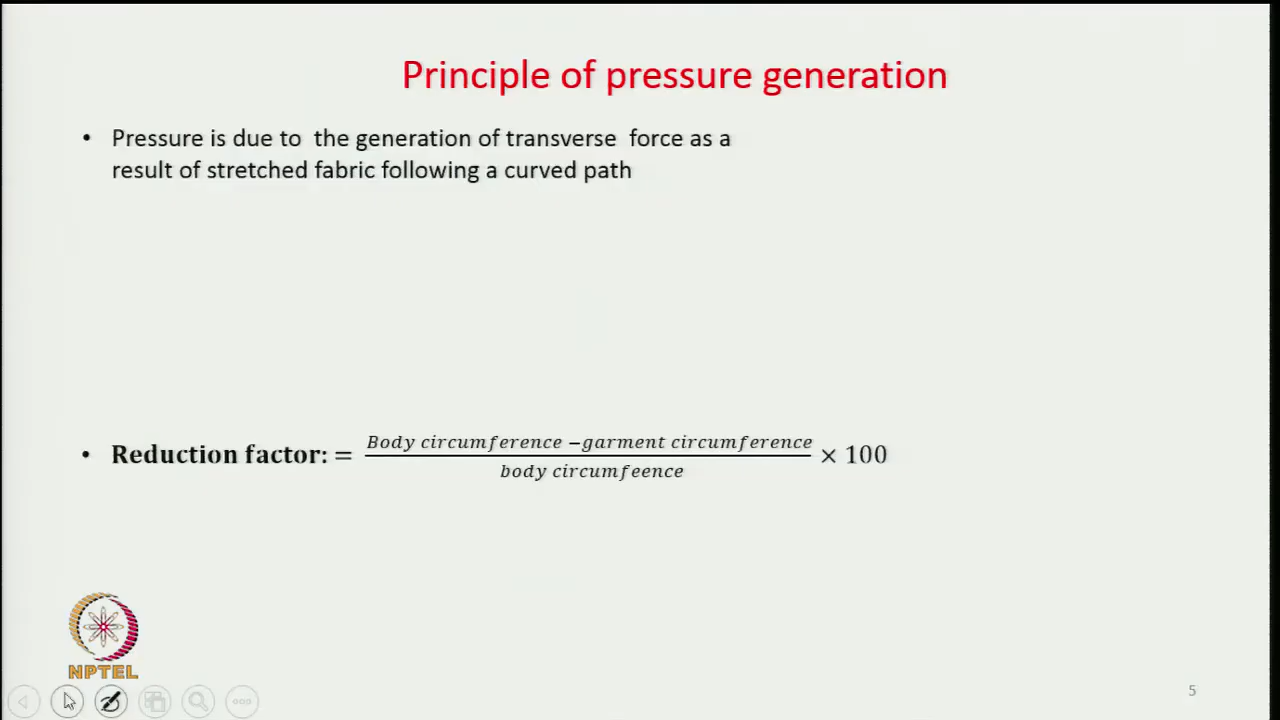 Principle of pressure generation
• Pressure is due to the generation of transverse force as a
result of stretched fabric following a curved path
• Reduction factor: = \frac{Body circumference −garment circumference}{body circumfeence} × 100
NPTEL
5